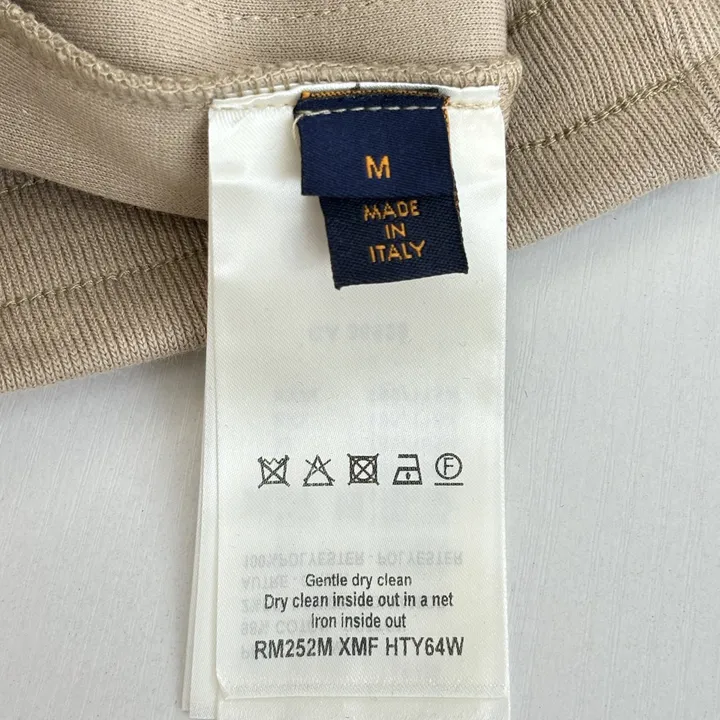 M
MADE
IN
ITALY
F
Gentle dry clean
Dry clean inside out in a net
Iron inside out
RM252M XMF HTY64W